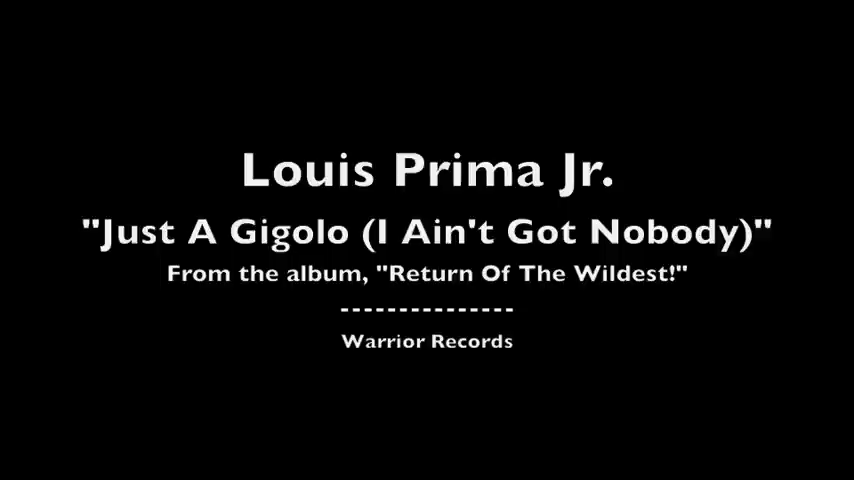 Louis Prima Jr.
"Just A Gigolo (I Ain't Got Nobody)"
From the album, "Return Of The Wildest!"
---------------
Warrior Records